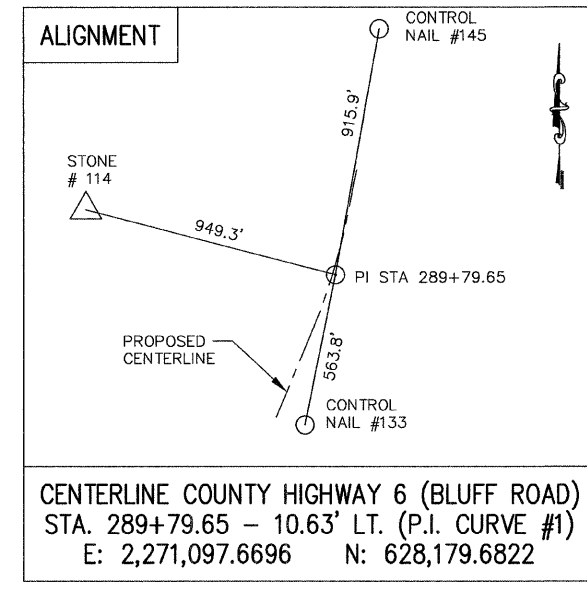 ALIGNMENT
CONTROL
NAIL #145
915.9'
STONE
# 114
949.3'
PI STA 289+79.65
PROPOSED
CENTERLINE
563.8'
CONTROL
NAIL #133
CENTERLINE COUNTY HIGHWAY 6 (BLUFF ROAD)
STA. 289+79.65 – 10.63' LT. (P.I. CURVE #1)
E: 2,271,097.6696 N: 628,179.6822